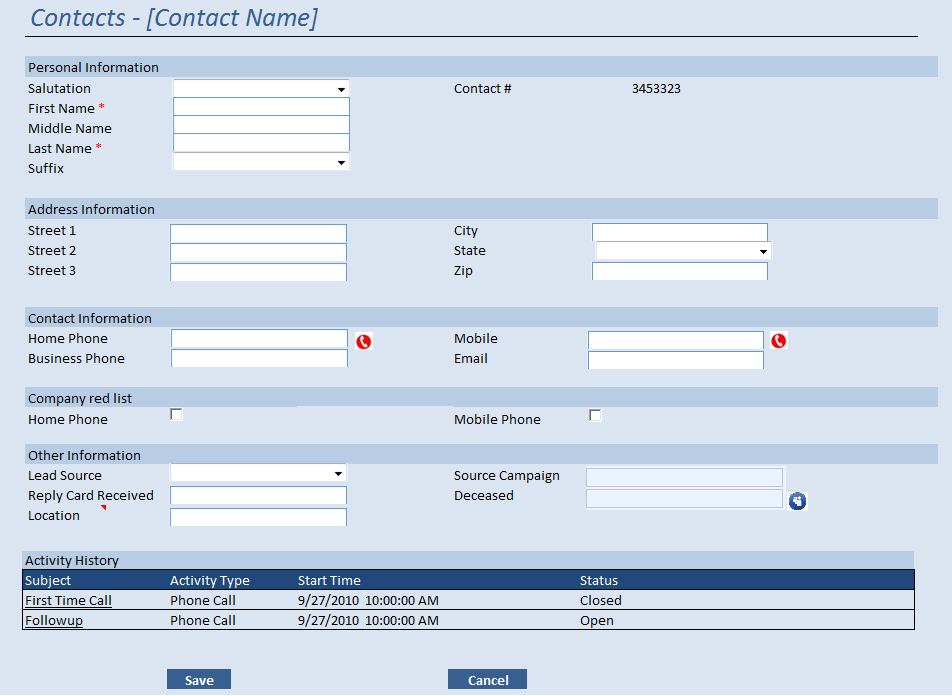 Contacts - [Contact Name]
Personal Information
Salutation Contact # 3453323
First Name *
Middle Name
Last Name *
Suffix
Address Information
Street 1 City
Street 2 State
Street 3 Zip
Contact Information
Home Phone Mobile
Business Phone Email
Company red list
Home Phone Mobile Phone
Other Information
Lead Source Source Campaign
Reply Card Received Deceased
Location
Activity History
Subject Activity Type Start Time Status
First Time Call Phone Call 9/27/2010 10:00:00 AM Closed
Followup Phone Call 9/27/2010 10:00:00 AM Open
Save Cancel